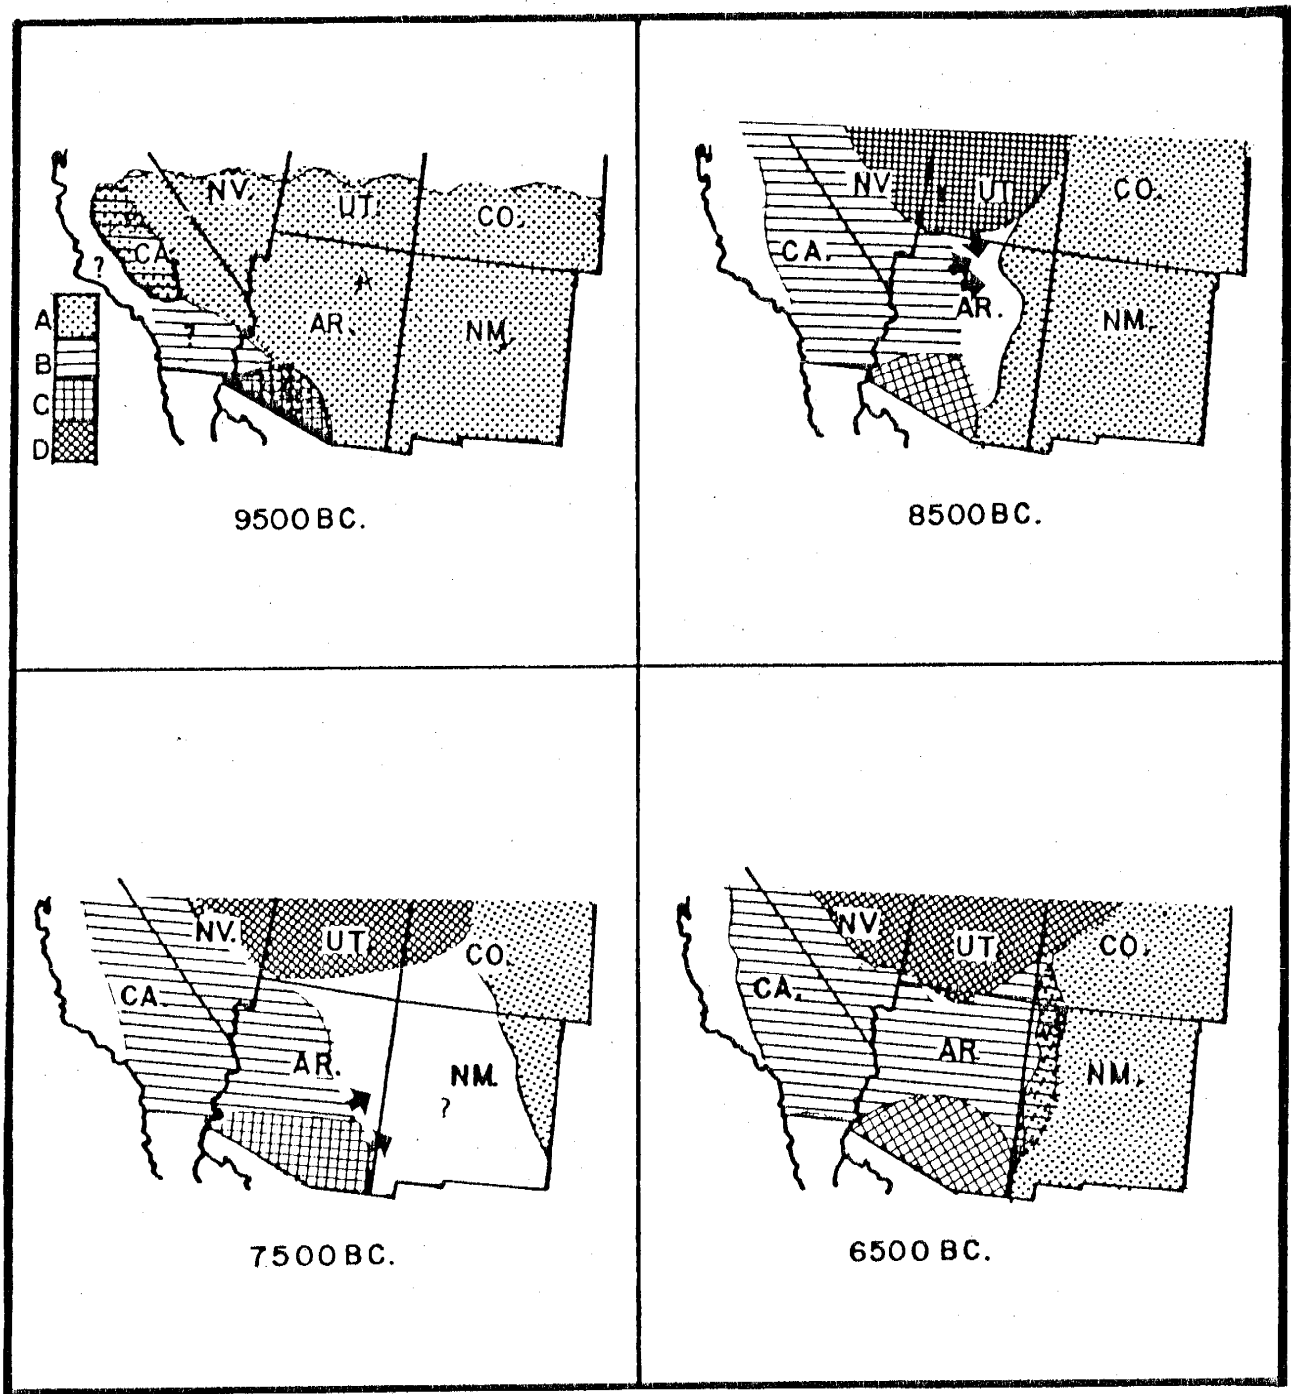 NV.
UT.
CO.
CA.
?
?
A
AR.
NM.
A
B
C
D
9500 BC.
NV
UT
CO.
CA.
AR.
NM.
8500 BC.
NV.
UT
CO.
CA.
AR.
NM.
?
7500 BC.
NV.
UT
CO.
CA.
AR
NM.
6500 BC.